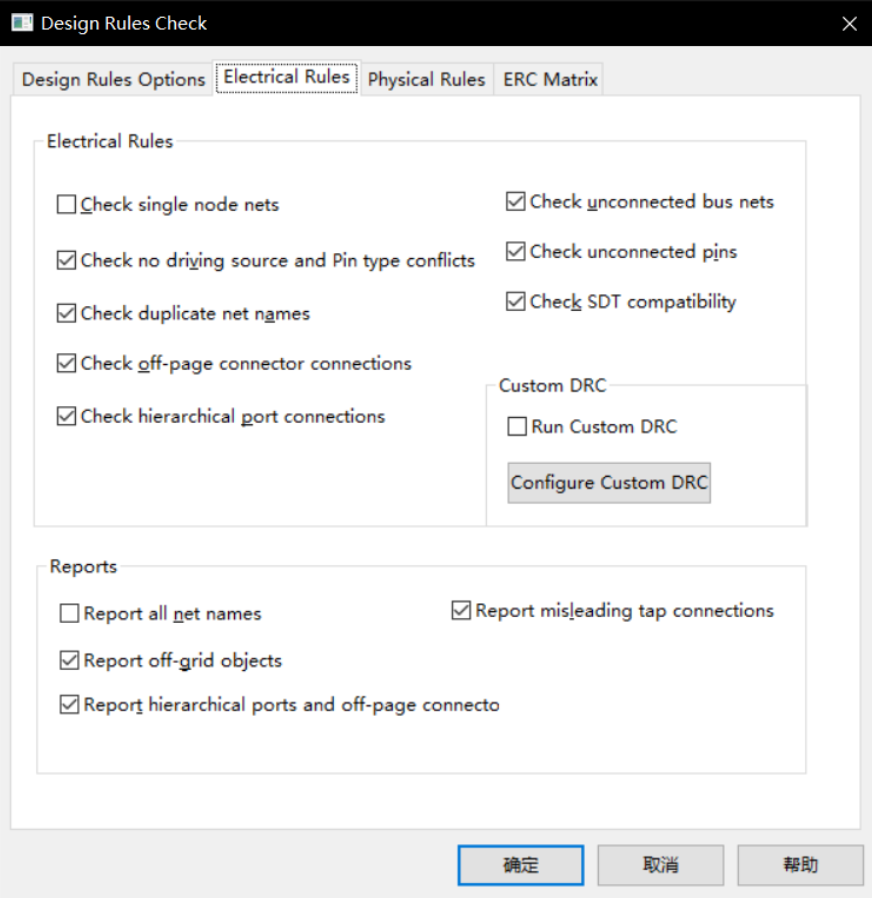 Design Rules Check
Design Rules Options
Electrical Rules
Physical Rules
ERC Matrix
Electrical Rules
Check single node nets
Check no driving source and Pin type conflicts
Check duplicate net names
Check off-page connector connections
Check hierarchical port connections
Check unconnected bus nets
Check unconnected pins
Check SDT compatibility
Custom DRC
Run Custom DRC
Configure Custom DRC
Reports
Report all net names
Report off-grid objects
Report hierarchical ports and off-page connecto
Report misleading tap connections
确定
取消
帮助